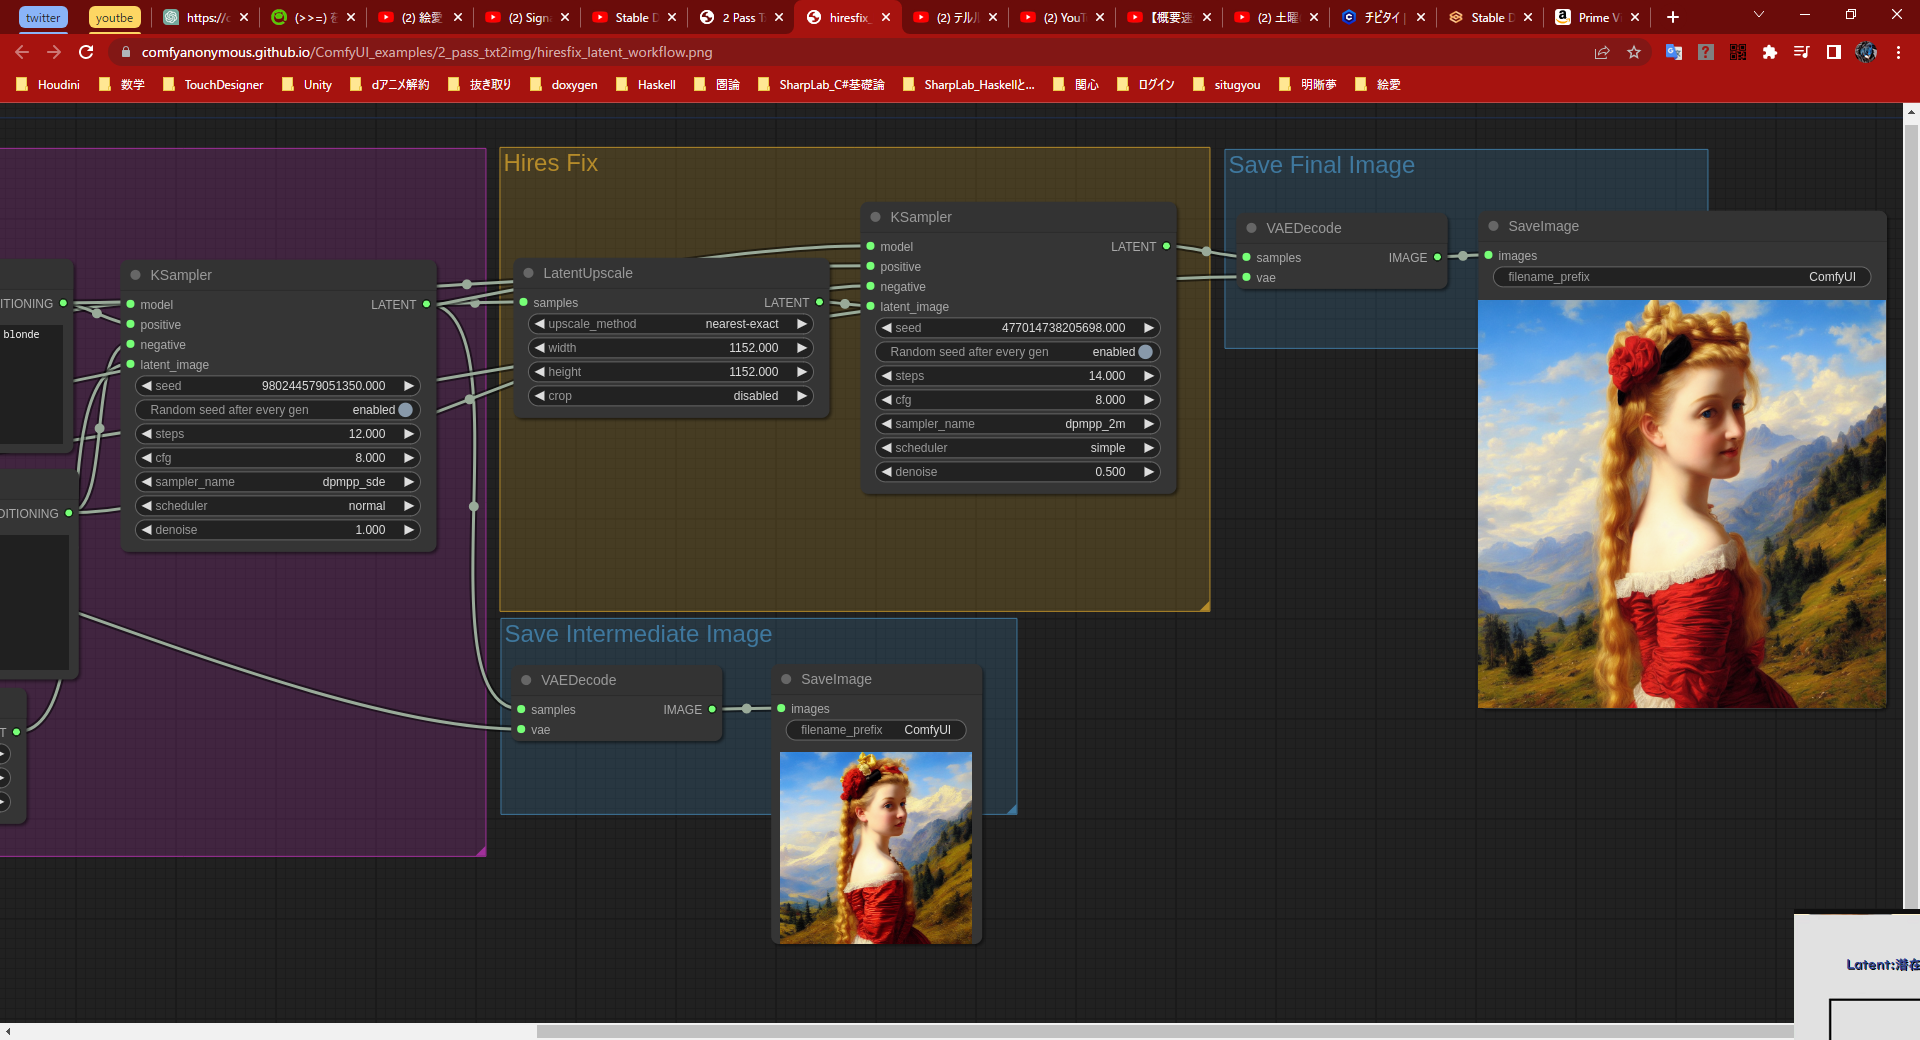 twitter
youtbe
https://c
(>>=) を
(2) 絵愛
(2) Sign
Stable D
2 Pass T
hiresfix_
(2) テルル
(2) YouT
【概要速
(2) 土曜
チビタイ |
Stable D
Prime Vi
comfyanonymous.github.io/ComfyUI_examples/2_pass_txt2img/hiresfix_latent_workflow.png
Houdini
数学
TouchDesigner
Unity
dアニメ解約
抜き取り
doxygen
Haskell
圏論
SharpLab_C#基礎論
SharpLab_Haskellと...
関心
ログイン
situgyou
明晰夢
絵愛
ITIONING
blonde
DITIONING
T
KSampler
model
LATENT
positive
negative
latent_image
seed 980244579051350.000
Random seed after every gen enabled
steps 12.000
cfg 8.000
sampler_name dpmpp_sde
scheduler normal
denoise 1.000
Hires Fix
LatentUpscale
samples
LATENT
upscale_method nearest-exact
width 1152.000
height 1152.000
crop disabled
KSampler
model
LATENT
positive
negative
latent_image
seed 477014738205698.000
Random seed after every gen enabled
steps 14.000
cfg 8.000
sampler_name dpmpp_2m
scheduler simple
denoise 0.500
Save Final Image
VAEDecode
samples
IMAGE
vae
SaveImage
images
filename_prefix ComfyUI
Save Intermediate Image
VAEDecode
samples
IMAGE
vae
SaveImage
images
filename_prefix ComfyUI
Latent:潜在